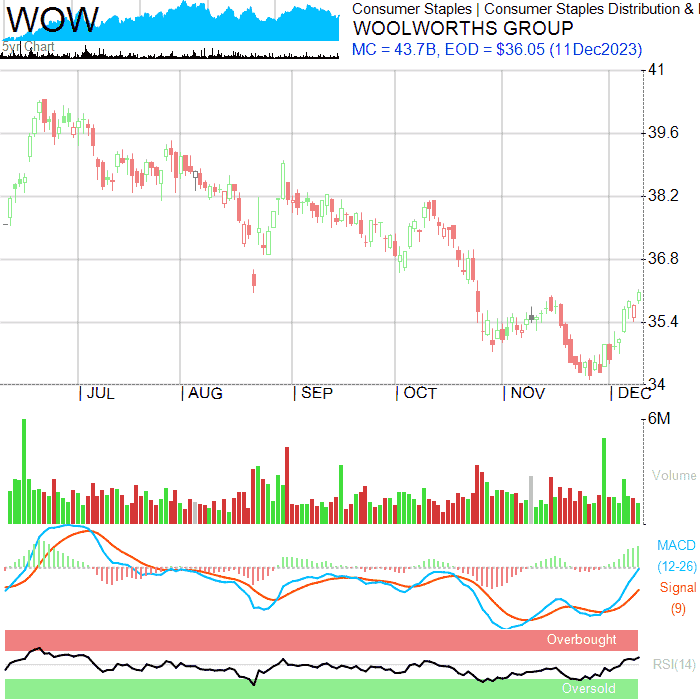 WOW
5yr Chart
Consumer Staples | Consumer Staples Distribution &
WOOLWORTHS GROUP
MC = 43.7B, EOD = $36.05 (11Dec2023)
41
39.6
38.2
36.8
35.4
34
| JUL | AUG | SEP | OCT | NOV | DEC
6M
Volume
MACD
(12-26)
Signal
(9)
Overbought
RSI(14)
Oversold